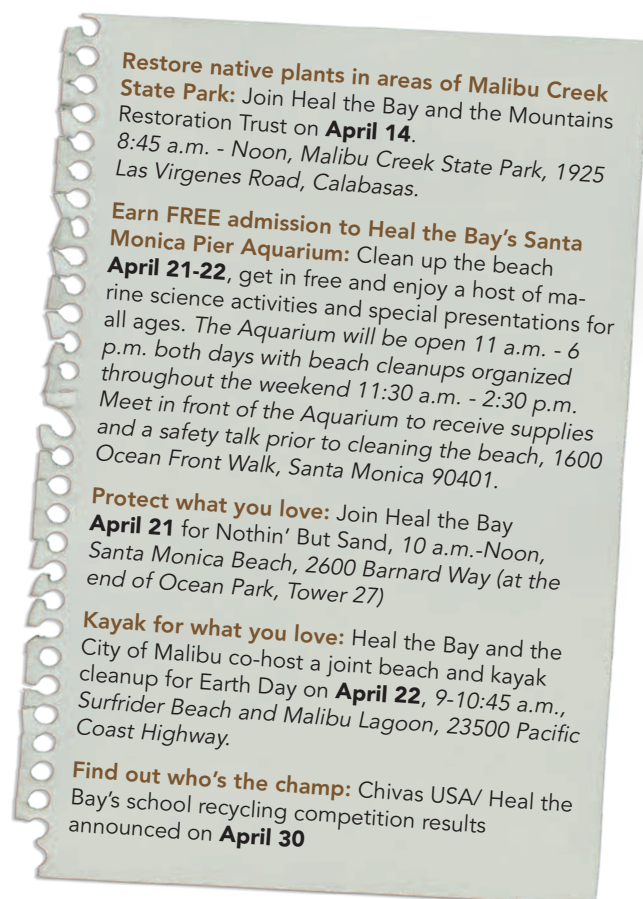 Restore native plants in areas of Malibu Creek
State Park: Join Heal the Bay and the Mountains
Restoration Trust on April 14.
8:45 a.m. - Noon, Malibu Creek State Park, 1925
Las Virgenes Road, Calabasas.
Earn FREE admission to Heal the Bay's Santa
Monica Pier Aquarium: Clean up the beach
April 21-22, get in free and enjoy a host of ma-
rine science activities and special presentations for
all ages. The Aquarium will be open 11 a.m. - 6
p.m. both days with beach cleanups organized
throughout the weekend 11:30 a.m. - 2:30 p.m.
Meet in front of the Aquarium to receive supplies
and a safety talk prior to cleaning the beach, 1600
Ocean Front Walk, Santa Monica 90401.
Protect what you love: Join Heal the Bay
April 21 for Nothin' But Sand, 10 a.m.-Noon,
Santa Monica Beach, 2600 Barnard Way (at the
end of Ocean Park, Tower 27)
Kayak for what you love: Heal the Bay and the
City of Malibu co-host a joint beach and kayak
cleanup for Earth Day on April 22, 9-10:45 a.m.,
Surfrider Beach and Malibu Lagoon, 23500 Pacific
Coast Highway.
Find out who's the champ: Chivas USA/ Heal the
Bay's school recycling competition results
announced on April 30